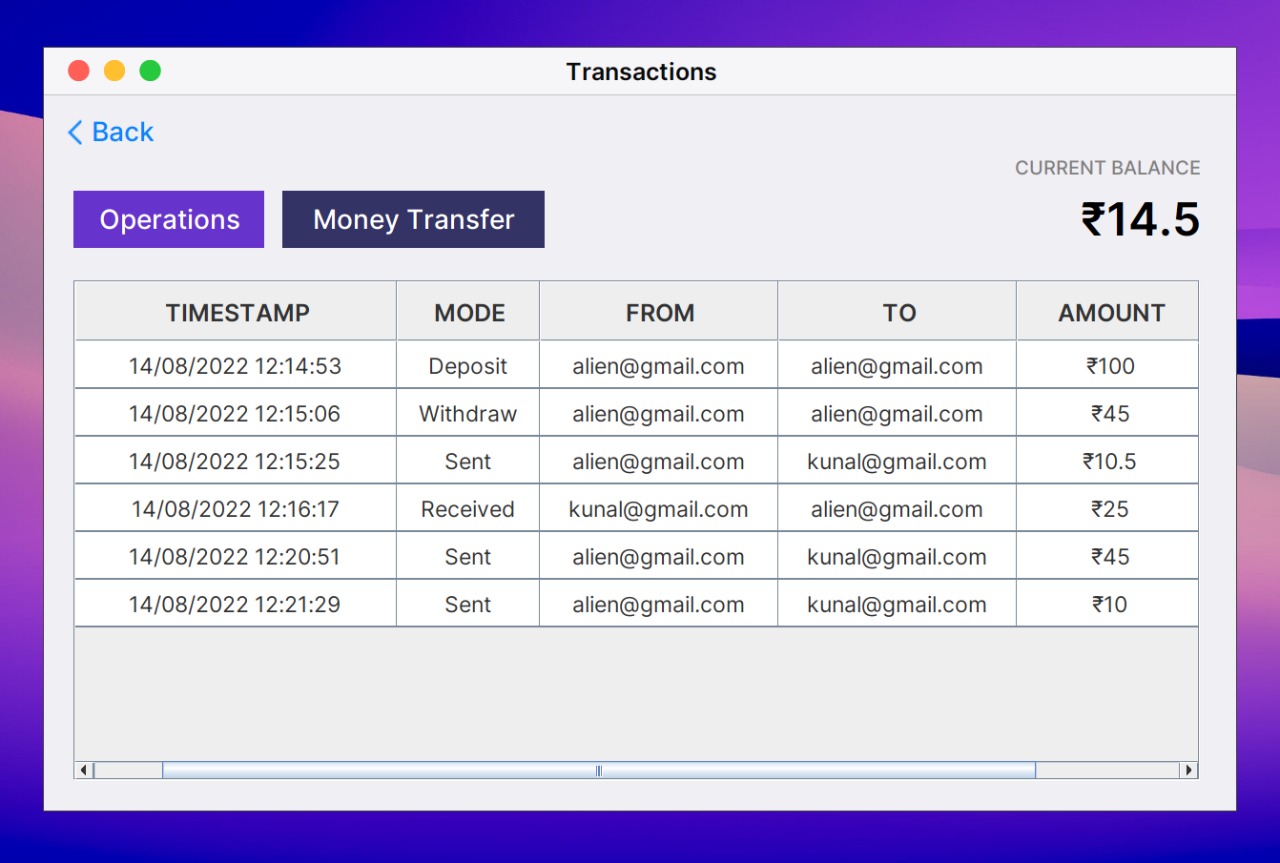 Transactions
Back
CURRENT BALANCE
Operations Money Transfer ₹14.5
TIMESTAMP MODE FROM TO AMOUNT
14/08/2022 12:14:53 Deposit alien@gmail.com alien@gmail.com ₹100
14/08/2022 12:15:06 Withdraw alien@gmail.com alien@gmail.com ₹45
14/08/2022 12:15:25 Sent alien@gmail.com kunal@gmail.com ₹10.5
14/08/2022 12:16:17 Received kunal@gmail.com alien@gmail.com ₹25
14/08/2022 12:20:51 Sent alien@gmail.com kunal@gmail.com ₹45
14/08/2022 12:21:29 Sent alien@gmail.com kunal@gmail.com ₹10